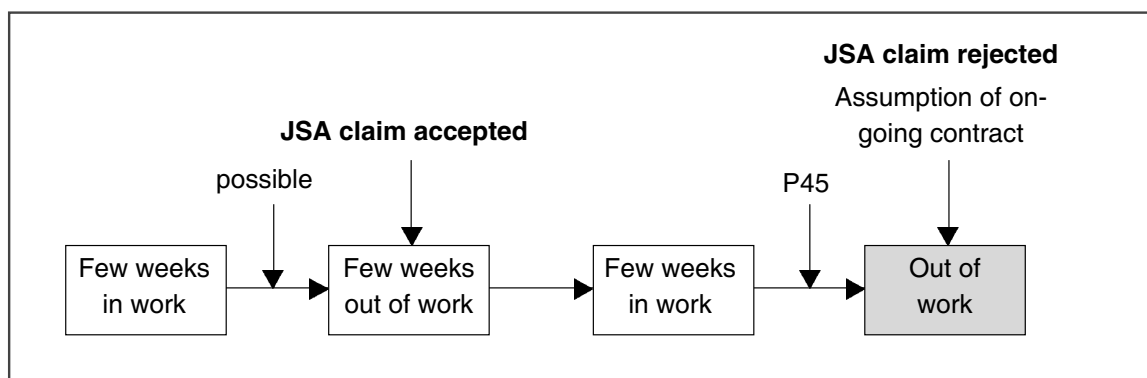 JSA claim rejected
Assumption of on-
going contract
JSA claim accepted
possible
P45
Few weeks
in work
Few weeks
out of work
Few weeks
in work
Out of
work